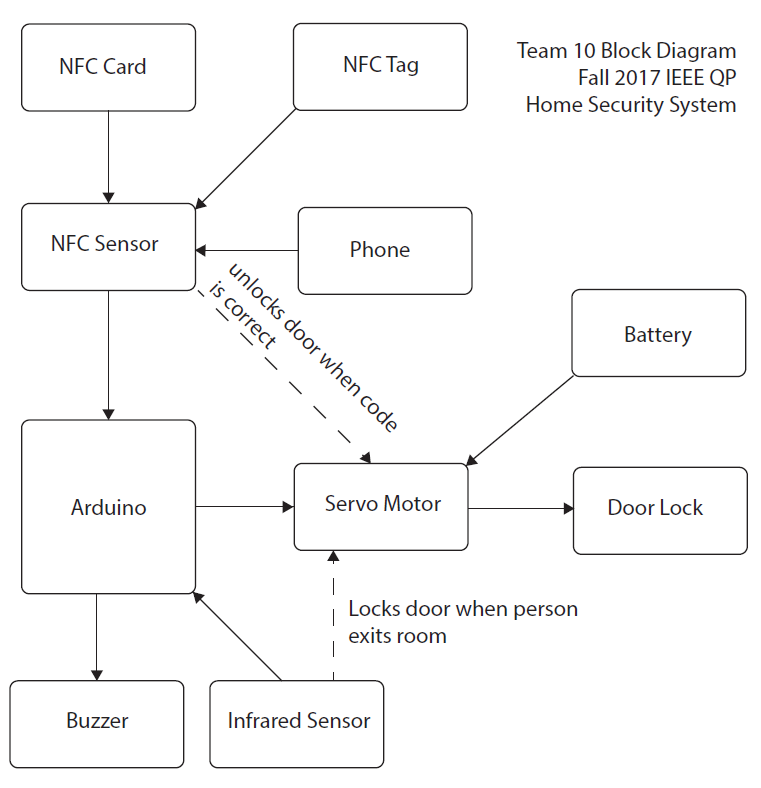 NFC Card
NFC Tag
Team 10 Block Diagram
Fall 2017 IEEE QP
Home Security System
NFC Sensor
Phone
unlocks door when code
is correct
Battery
Arduino
Servo Motor
Door Lock
Locks door when person
exits room
Buzzer
Infrared Sensor